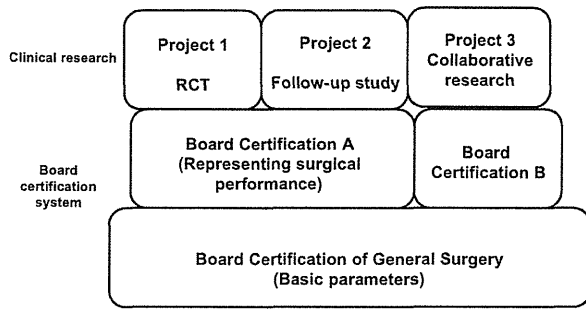 Clinical research
Project 1
RCT
Project 2
Follow-up study
Project 3
Collaborative
research
Board
certification
system
Board Certification A
(Representing surgical
performance)
Board
Certification B
Board Certification of General Surgery
(Basic parameters)